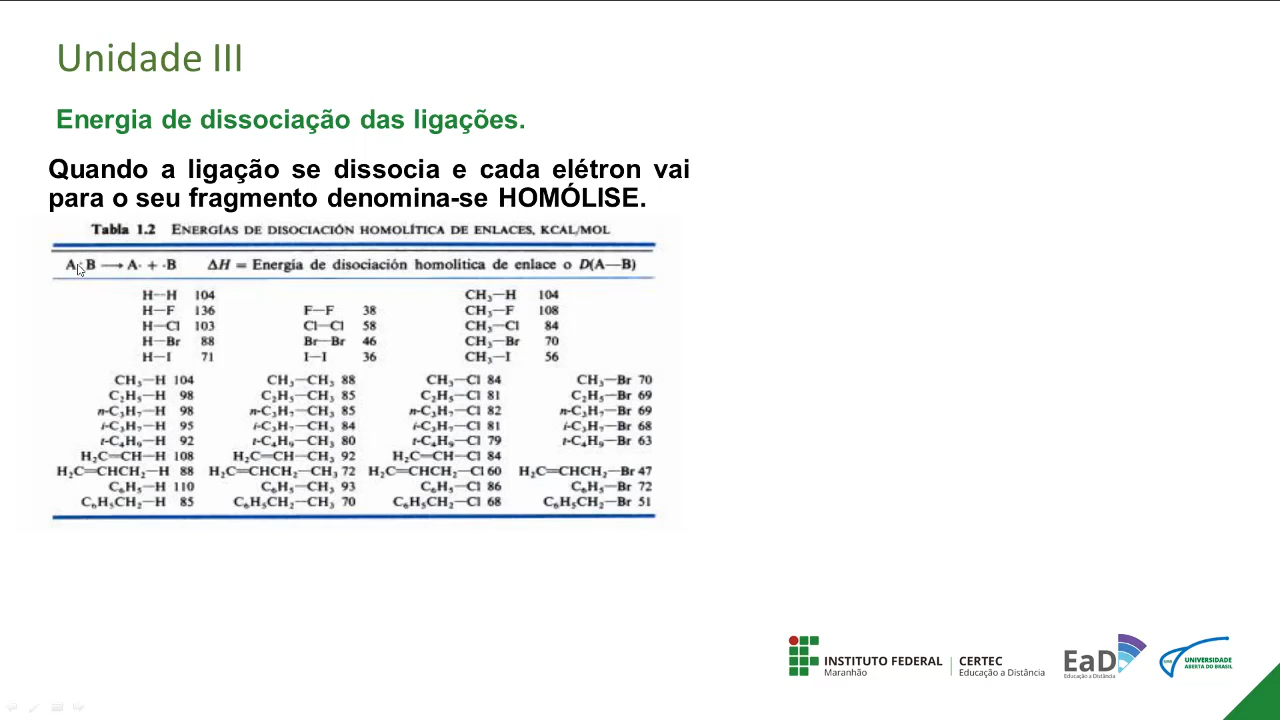 Unidade III
Energia de dissociação das ligações.
Quando a ligação se dissocia e cada elétron vai
para o seu fragmento denomina-se HOMÓLISE.
Tabla 1.2 ENERGÍAS DE DISOCIACIÓN HOMOLÍTICA DE ENLACES, KCAL/MOL
A:B ⟶ A· + ·B ΔH = Energía de disociación homolítica de enlace o D(A—B)
H—H 104 CH₃—H 104
H—F 136 F—F 38 CH₃—F 108
H—Cl 103 Cl—Cl 58 CH₃—Cl 84
H—Br 88 Br—Br 46 CH₃—Br 70
H—I 71 I—I 36 CH₃—I 56
CH₃—H 104 CH₃—CH₃ 88 CH₃—Cl 84 CH₃—Br 70
C₂H₅—H 98 C₂H₅—CH₃ 85 C₂H₅—Cl 81 C₂H₅—Br 69
n-C₃H₇—H 98 n-C₃H₇—CH₃ 85 n-C₃H₇—Cl 82 n-C₃H₇—Br 69
i-C₃H₇—H 95 i-C₃H₇—CH₃ 84 i-C₃H₇—Cl 81 i-C₃H₇—Br 68
t-C₄H₉—H 92 t-C₄H₉—CH₃ 80 t-C₄H₉—Cl 79 t-C₄H₉—Br 63
H₂C=CH—H 108 H₂C=CH—CH₃ 92 H₂C=CH—Cl 84
H₂C=CHCH₂—H 88 H₂C=CHCH₂—CH₃ 72 H₂C=CHCH₂—Cl 60 H₂C=CHCH₂—Br 47
C₆H₅—H 110 C₆H₅—CH₃ 93 C₆H₅—Cl 86 C₆H₅—Br 72
C₆H₅CH₂—H 85 C₆H₅CH₂—CH₃ 70 C₆H₅CH₂—Cl 68 C₆H₅CH₂—Br 51
INSTITUTO FEDERAL
Maranhão
CERTEC
Educação a Distância
EaD
Educação a Distância
UAB
UNIVERSIDADE
ABERTA DO BRASIL